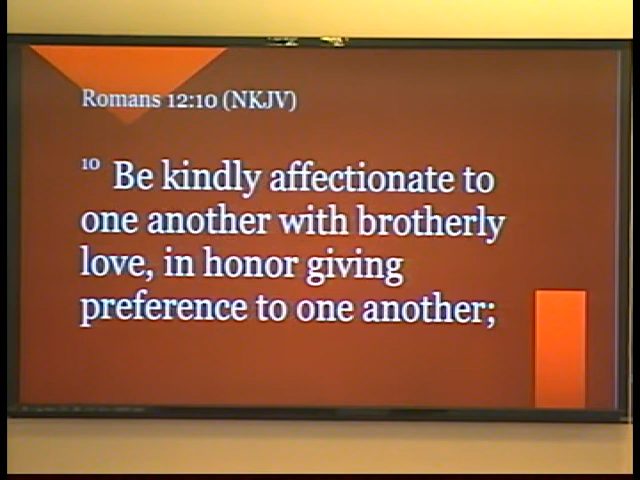 Romans 12:10 (NKJV)
10 Be kindly affectionate to
one another with brotherly
love, in honor giving
preference to one another;